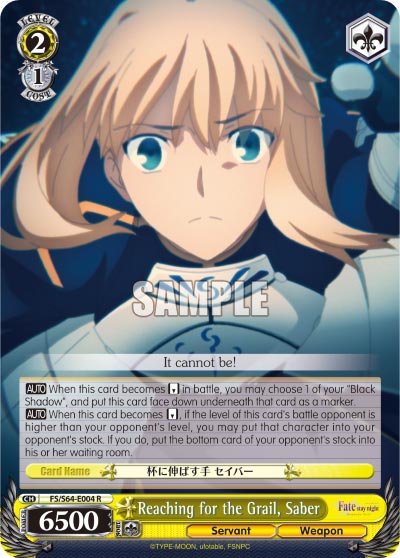 LEVEL
2
1
COST
SAMPLE
It cannot be!
AUTO When this card becomes in battle, you may choose 1 of your "Black
Shadow", and put this card face down underneath that card as a marker.
AUTO When this card becomes , if the level of this card's battle opponent is
higher than your opponent's level, you may put that character into your
opponent's stock. If you do, put the bottom card of your opponent's stock into
his or her waiting room.
Card Name
杯に伸ばす手 セイバー
CH FS/S64-E004 R
POWER
6500
Reaching for the Grail, Saber
Fate/stay night
Servant
Weapon
©TYPE-MOON, ufotable, FSNPC